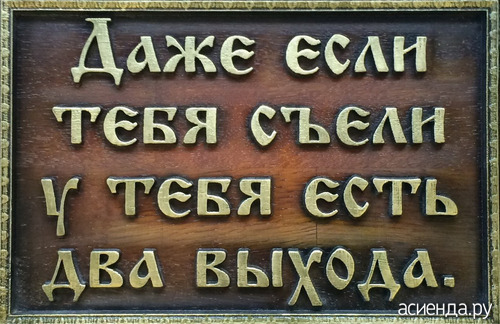 Даже если
тебя съели
у тебя есть
два выхода.
асиенда.ру